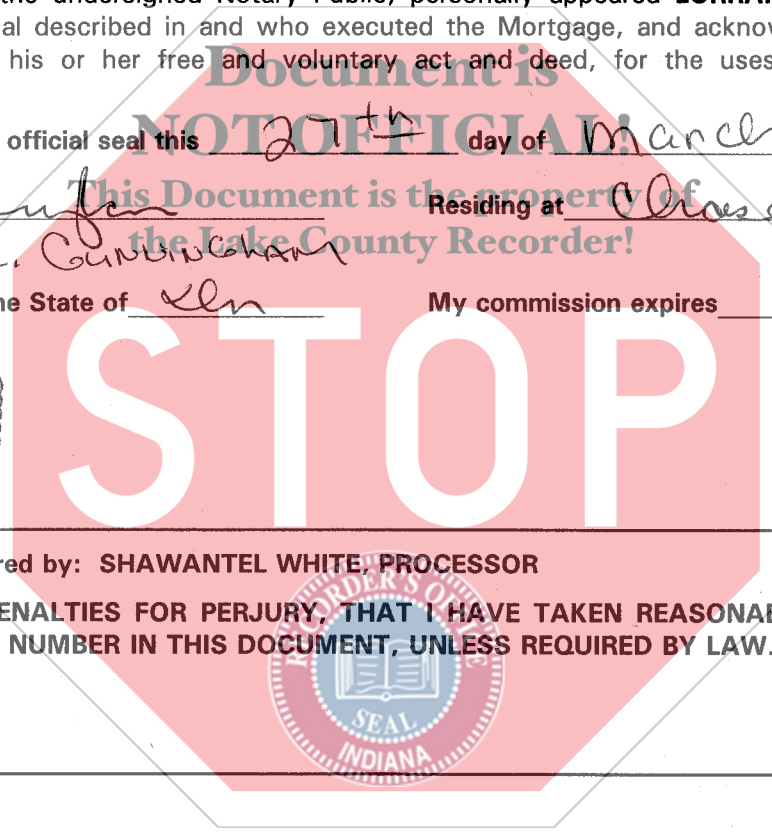 the undersigned Notary Public, personally appeared
al described in and who executed the Mortgage, and acknow
his or her free and voluntary act and deed, for the uses
Document is
NOT OFFICIAL!
official seal this 27th day of March
This Document is the property of
Residing at
the Lake County Recorder!
CUNNINGHAM
ne State of
My commission expires
STOP
red by: SHAWANTEL WHITE, PROCESSOR
ENALTIES FOR PERJURY, THAT I HAVE TAKEN REASONAB
NUMBER IN THIS DOCUMENT, UNLESS REQUIRED BY LAW.
RECORDER'S OFFICE
SEAL
INDIANA